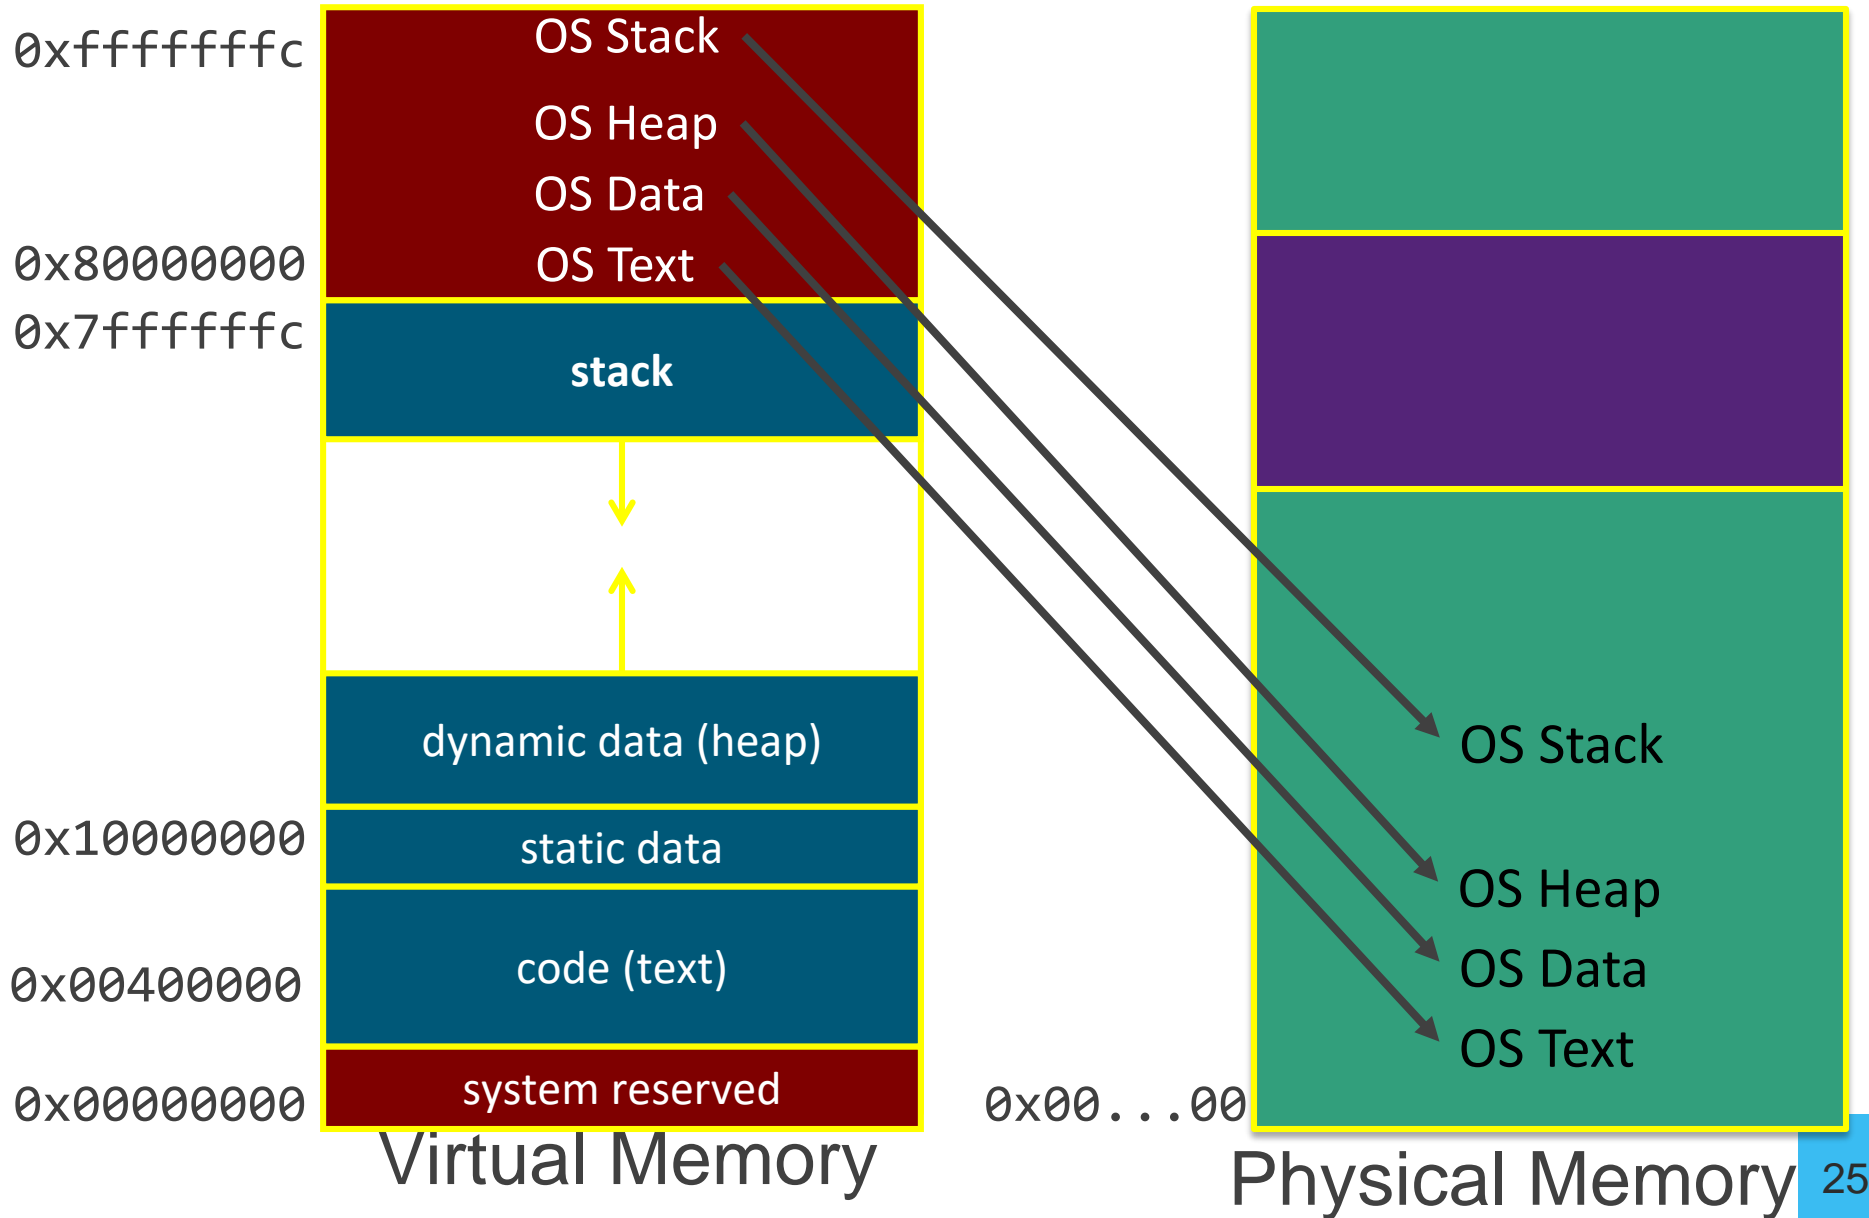 0xfffffffc
OS Stack
OS Heap
OS Data
0x80000000
OS Text
0x7ffffffc
stack
dynamic data (heap)
0x10000000
static data
0x00400000
code (text)
0x00000000
system reserved
Virtual Memory
OS Stack
OS Heap
OS Data
OS Text
0x00...00
Physical Memory
25